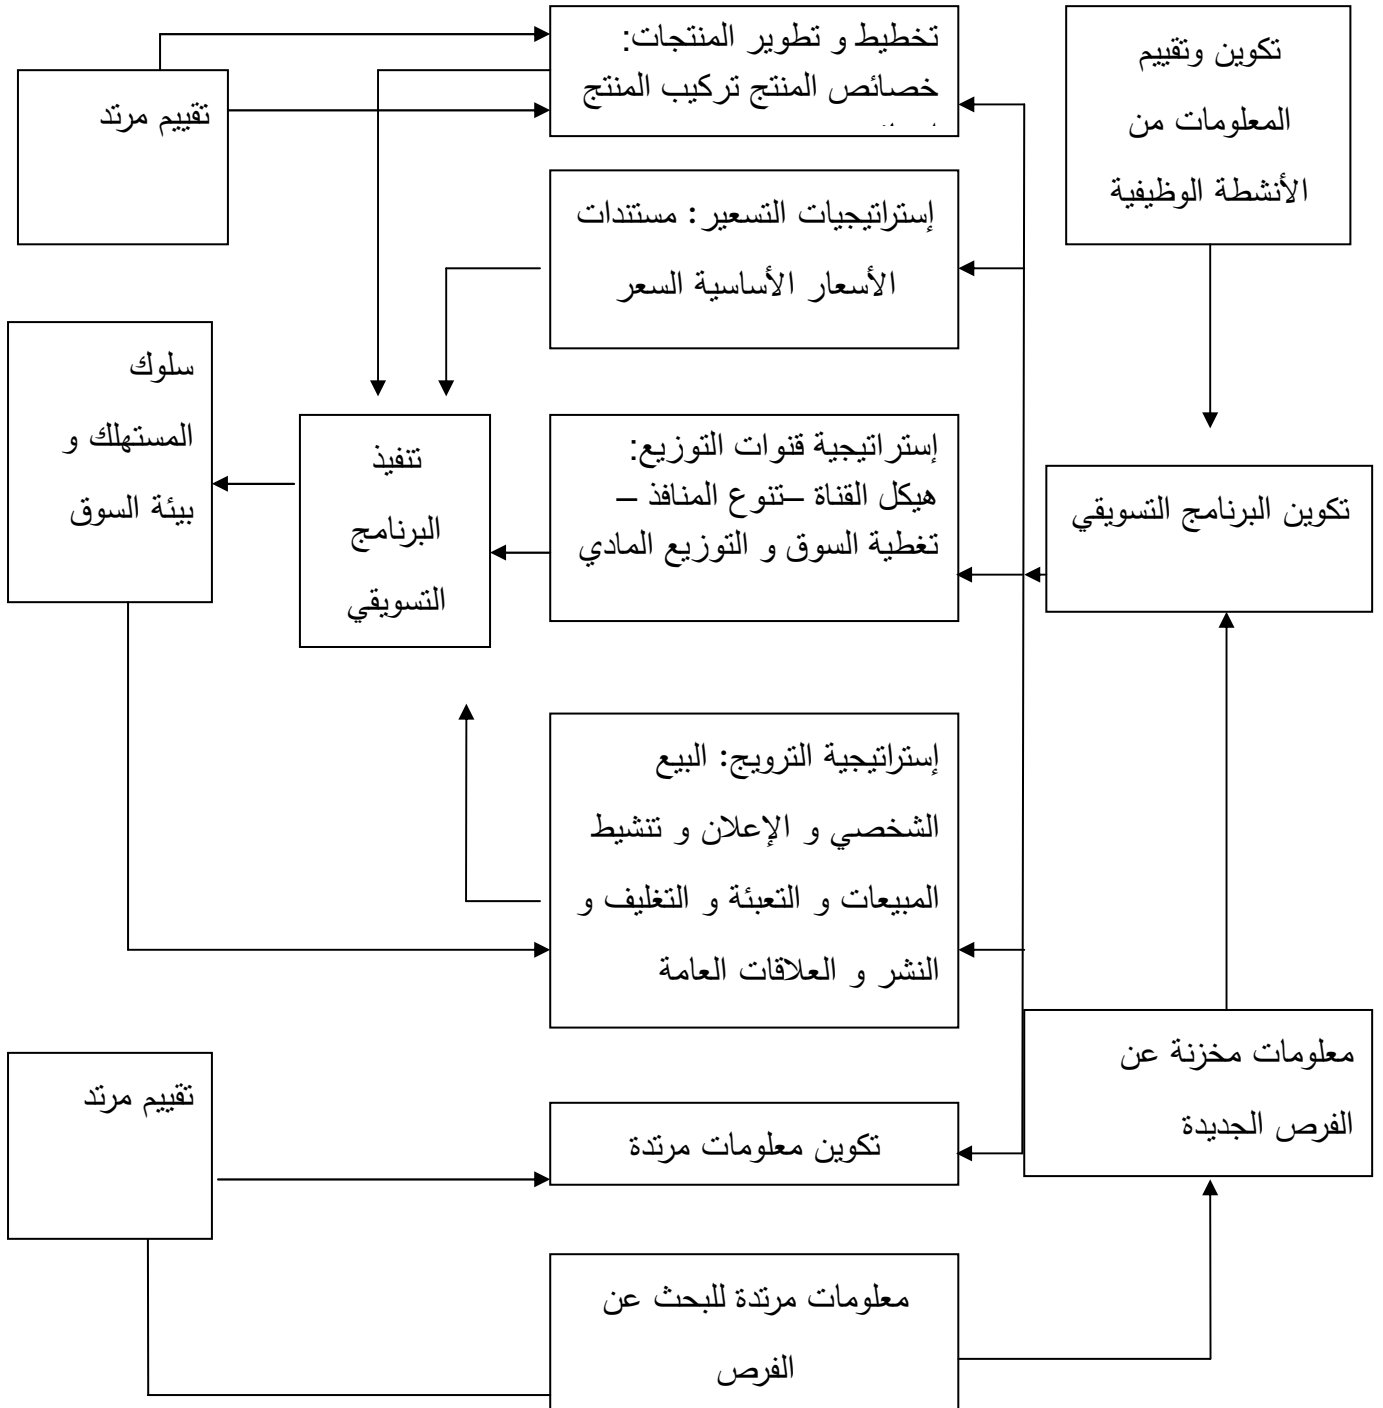 تكوين وتقييم
المعلومات من
الأنشطة الوظيفية
تخطيط و تطوير المنتجات:
خصائص المنتج تركيب المنتج
تقييم مرتد
إستراتيجيات التسعير: مستندات
الأسعار الأساسية السعر
تكوين البرنامج التسويقي
إستراتيجية قنوات التوزيع:
هيكل القناة –تنوع المنافذ –
تغطية السوق و التوزيع المادي
تنفيذ
البرنامج
التسويقي
سلوك
المستهلك و
بيئة السوق
إستراتيجية الترويج: البيع
الشخصي و الإعلان و تنشيط
المبيعات و التعبئة و التغليف و
النشر و العلاقات العامة
معلومات مخزنة عن
الفرص الجديدة
تكوين معلومات مرتدة
تقييم مرتد
معلومات مرتدة للبحث عن
الفرص